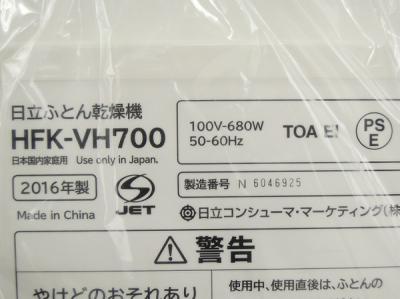 日立ふとん乾燥機
HFK-VH700
日本国内家庭用 Use only in Japan.
2016年製
JET
Made in China
100V-680W
50-60Hz
TOA EI
PS
E
製造番号 N 6046925
日立コンシューマ・マーケティング(株
警告
やけどのおそれあり
使用中、使用直後は、ふとんの